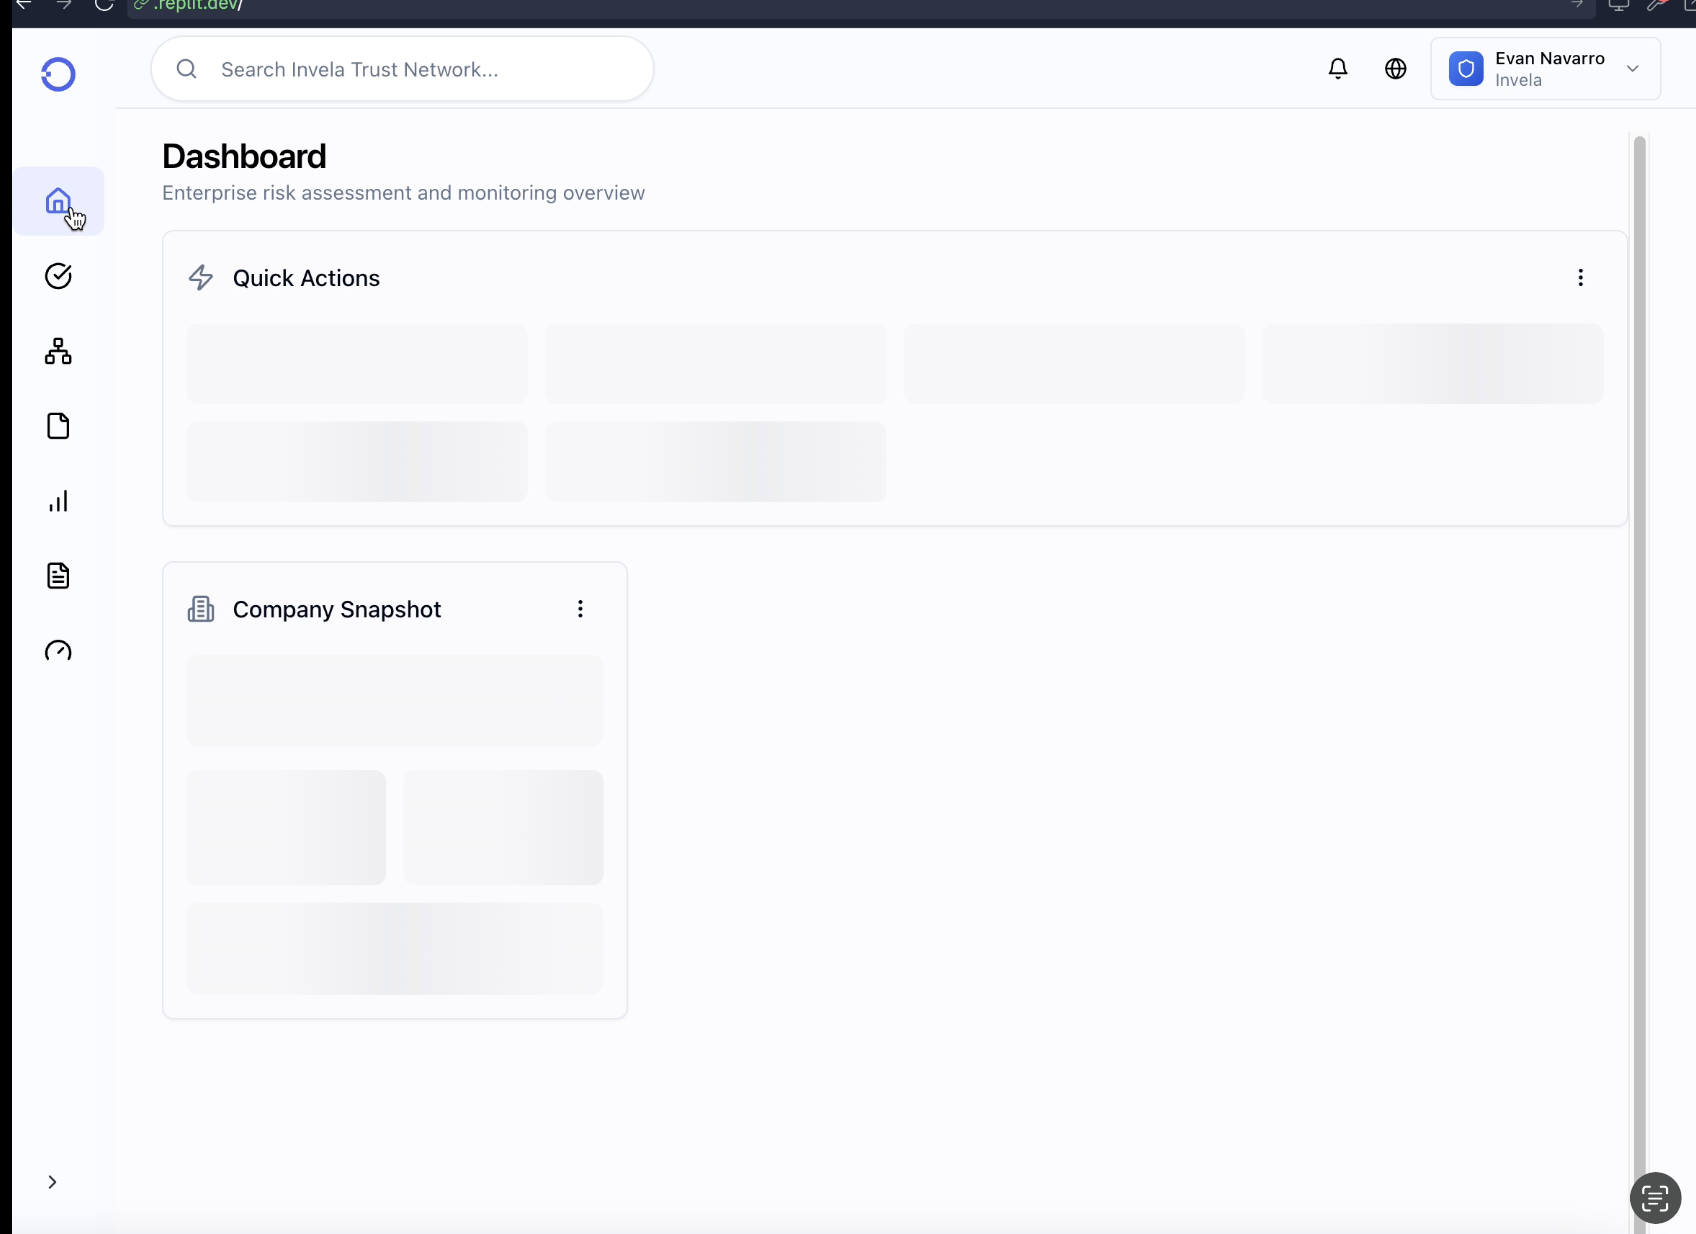 .replit.dev/
Search Invela Trust Network...
Evan Navarro
Invela
Dashboard
Enterprise risk assessment and monitoring overview
Quick Actions
Company Snapshot